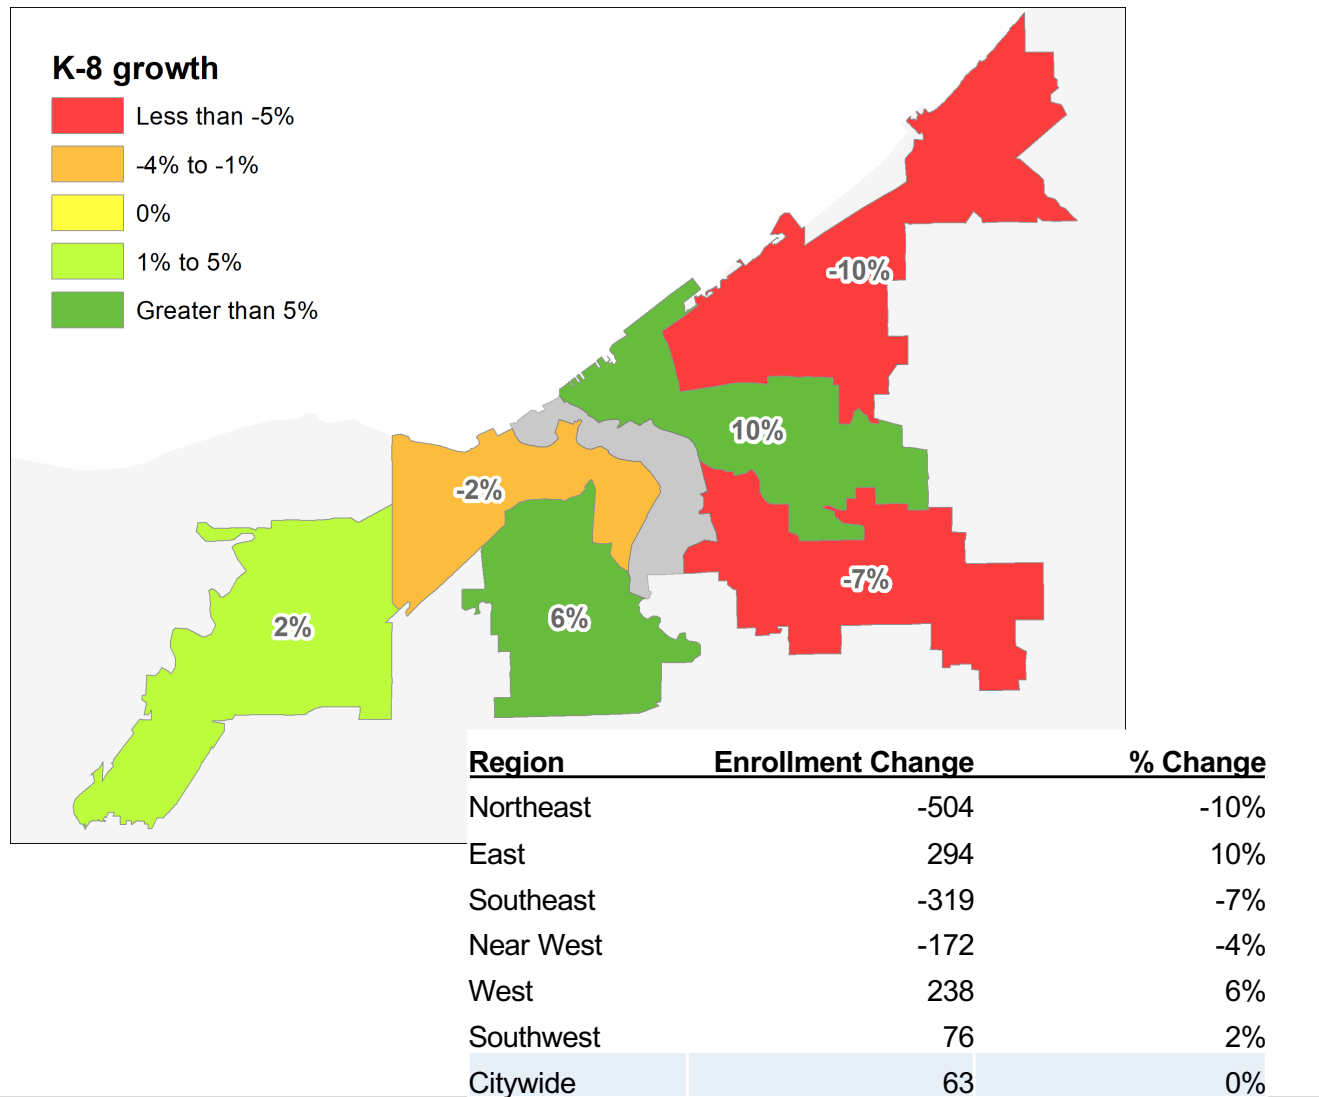 K-8 growth
Less than -5%
-4% to -1%
0%
1% to 5%
Greater than 5%
-10%
10%
-2%
-7%
6%
2%
Region Enrollment Change % Change
Northeast -504 -10%
East 294 10%
Southeast -319 -7%
Near West -172 -4%
West 238 6%
Southwest 76 2%
Citywide 63 0%